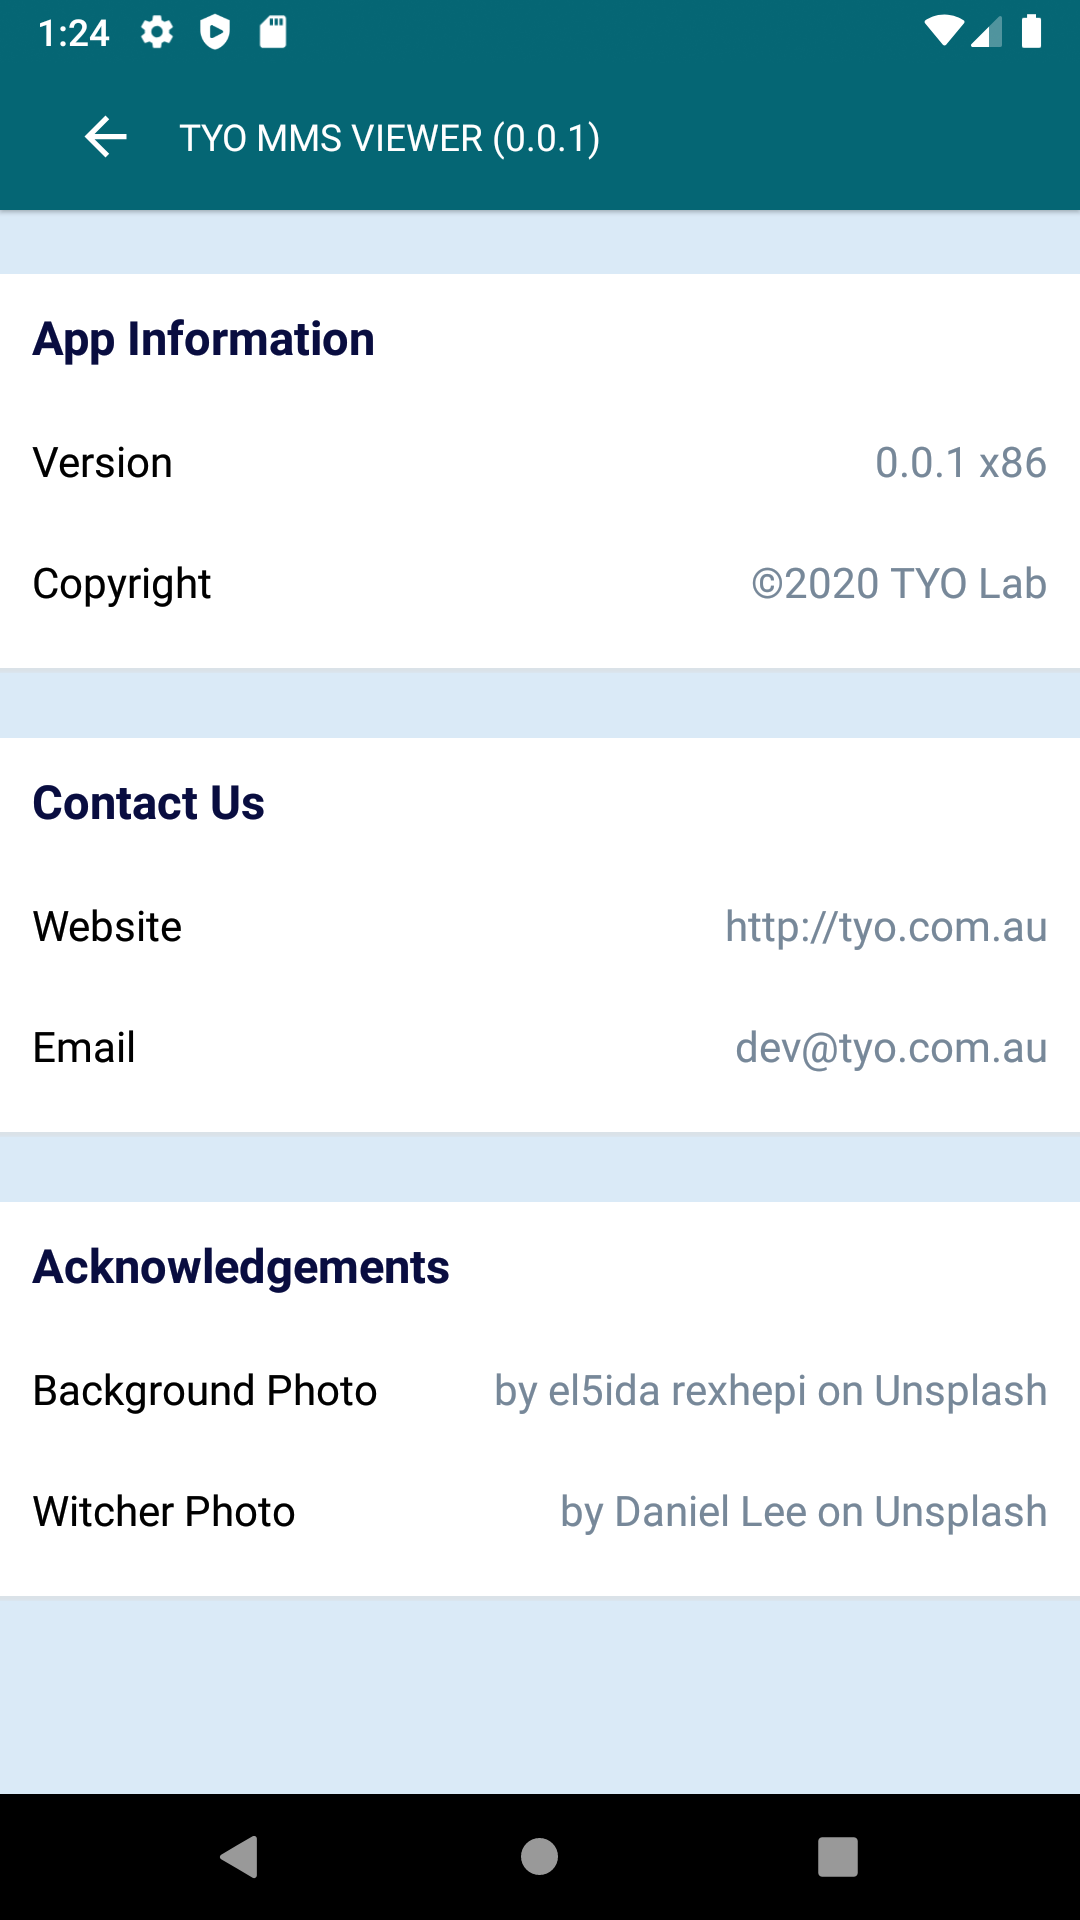 1:24
TYO MMS VIEWER (0.0.1)
App Information
Version 0.0.1 x86
Copyright ©2020 TYO Lab
Contact Us
Website http://tyo.com.au
Email dev@tyo.com.au
Acknowledgements
Background Photo by el5ida rexhepi on Unsplash
Witcher Photo by Daniel Lee on Unsplash